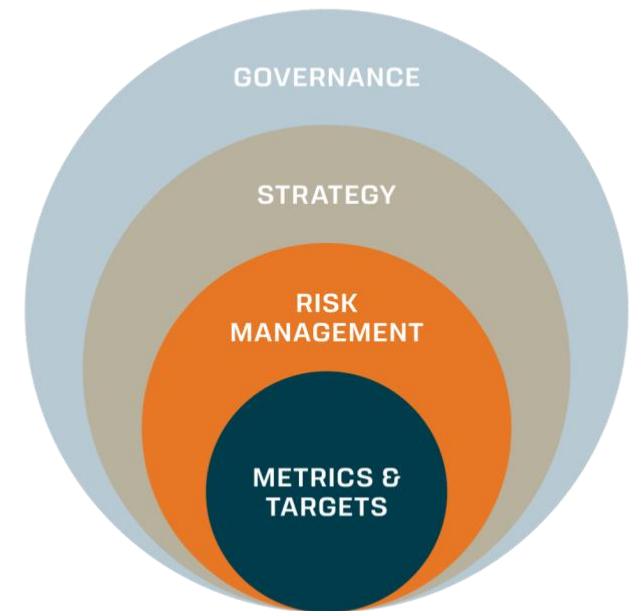 GOVERNANCE
STRATEGY
RISK
MANAGEMENT
METRICS &
TARGETS